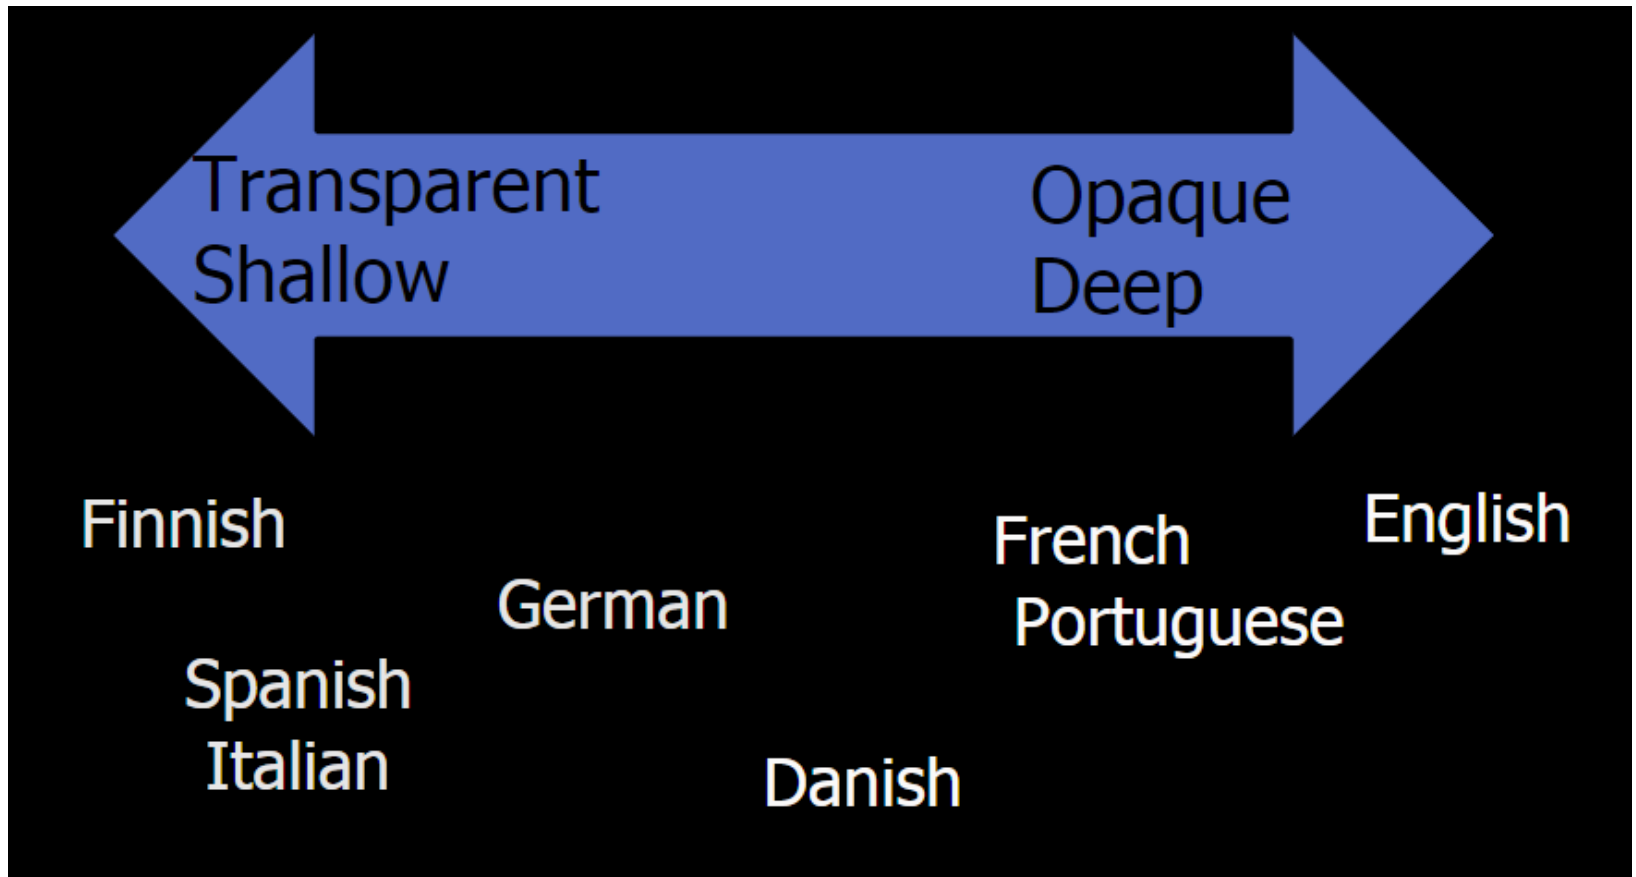 Transparent
Shallow
Opaque
Deep
Finnish
English
French
German
Portuguese
Spanish
Italian
Danish